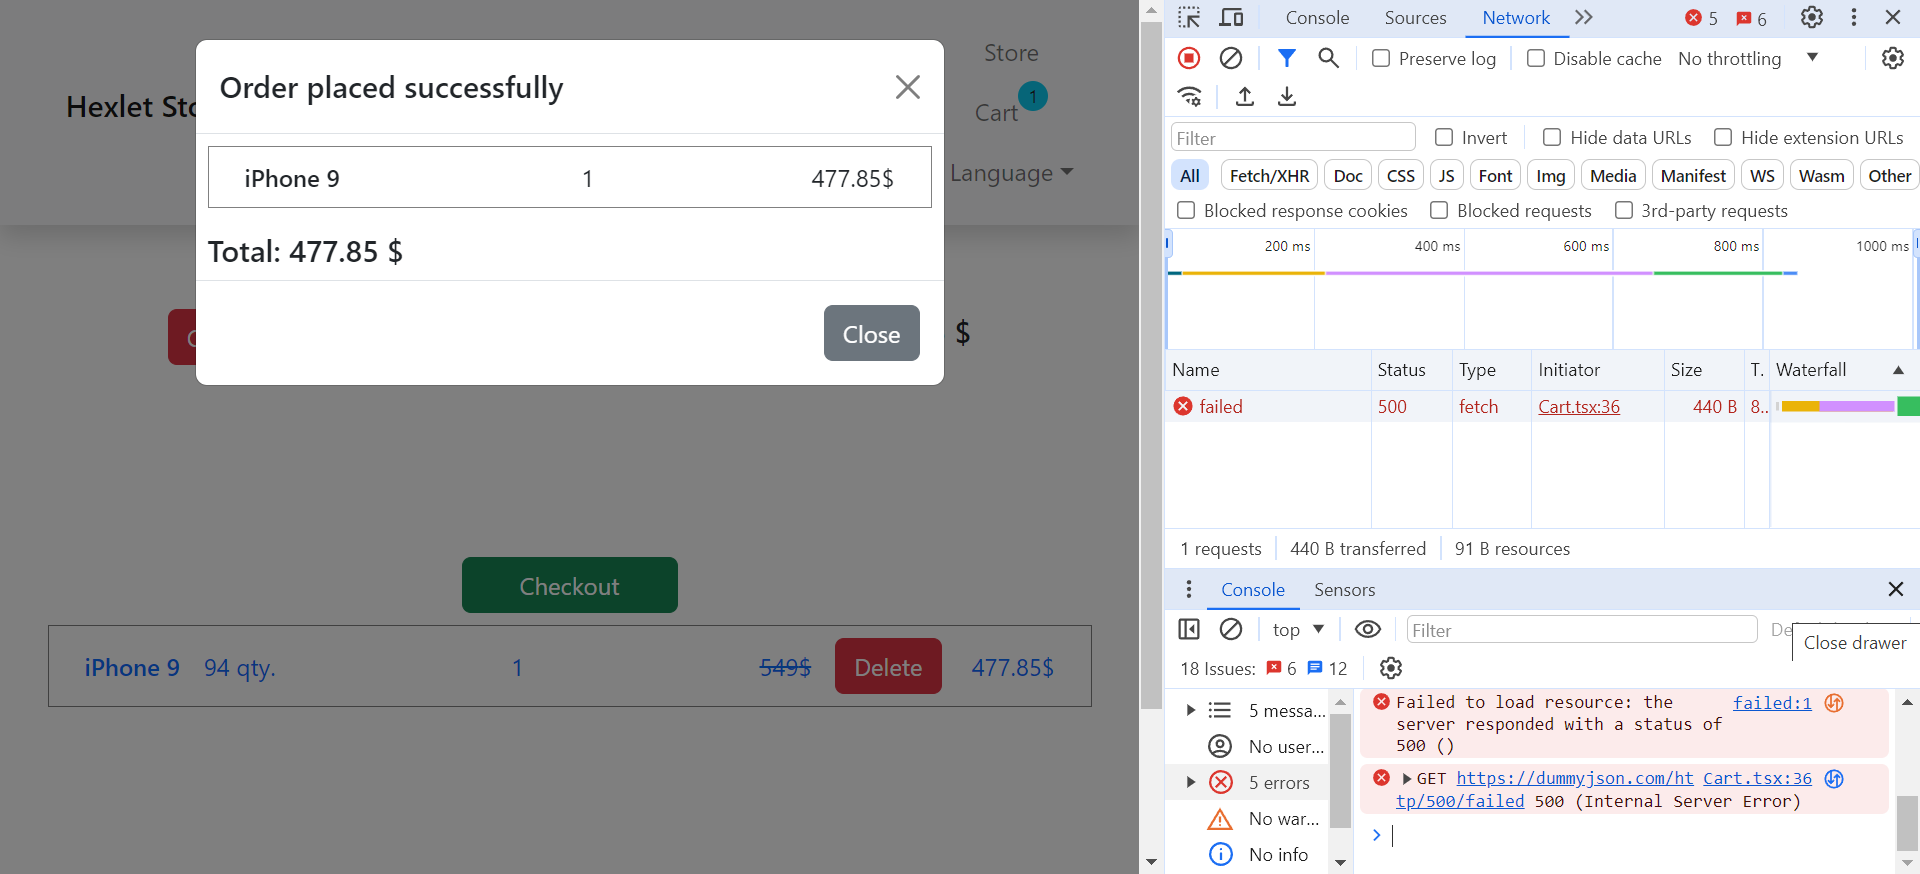 Hexlet Sto
Store
Cart 1
Language
Order placed successfully
iPhone 9 1 477.85$
Total: 477.85 $
Close
$
Checkout
iPhone 9 94 qty. 1 549$ Delete 477.85$
Console Sources Network 5 6
Preserve log Disable cache No throttling
Filter Invert Hide data URLs Hide extension URLs
All Fetch/XHR Doc CSS JS Font Img Media Manifest WS Wasm Other
Blocked response cookies Blocked requests 3rd-party requests
200 ms 400 ms 600 ms 800 ms 1000 ms
Name Status Type Initiator Size T. Waterfall
failed 500 fetch Cart.tsx:36 440 B 8..
1 requests 440 B transferred 91 B resources
Console Sensors
top Filter De
Close drawer
18 Issues: 6 12
5 messa...
No user...
5 errors
No war...
No info
Failed to load resource: the failed:1
server responded with a status of
500 ()
GET https://dummyjson.com/ht Cart.tsx:36
tp/500/failed 500 (Internal Server Error)